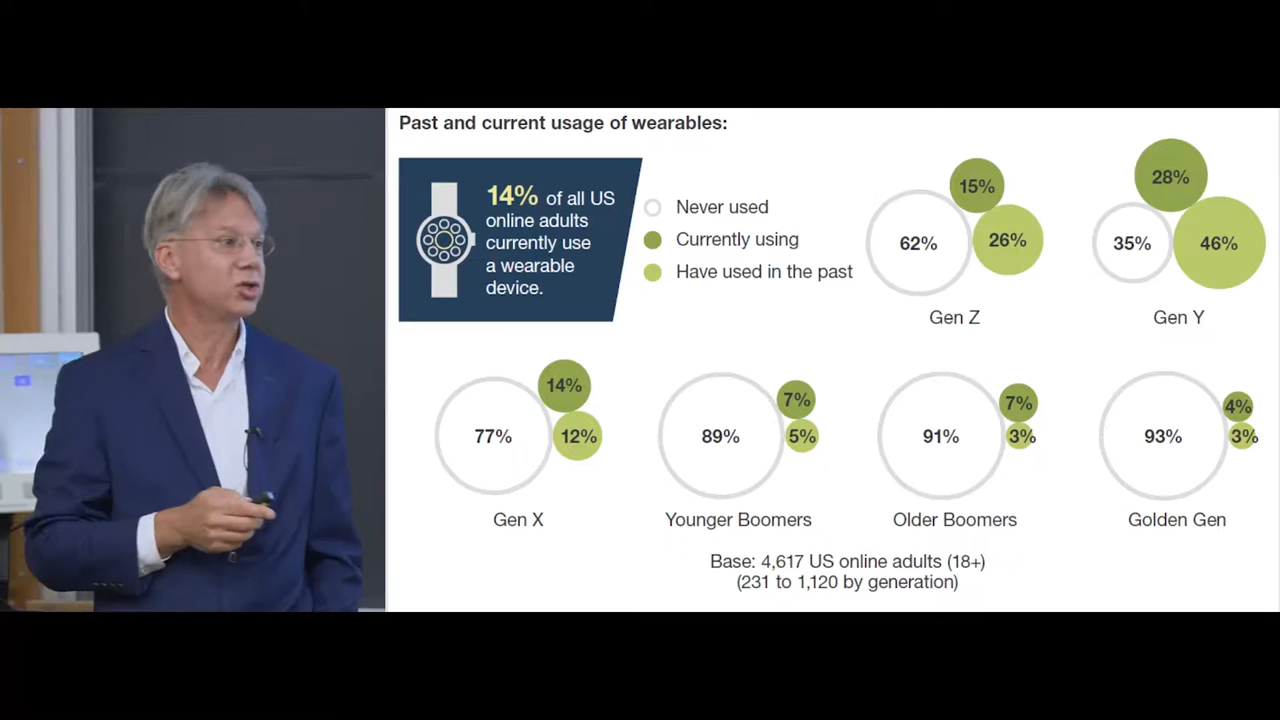 Past and current usage of wearables:
14% of all US
online adults
currently use
a wearable
device.
Never used
Currently using
Have used in the past
15%
62%
26%
Gen Z
28%
35%
46%
Gen Y
14%
77%
12%
Gen X
7%
89%
5%
Younger Boomers
7%
91%
3%
Older Boomers
4%
93%
3%
Golden Gen
Base: 4,617 US online adults (18+)
(231 to 1,120 by generation)